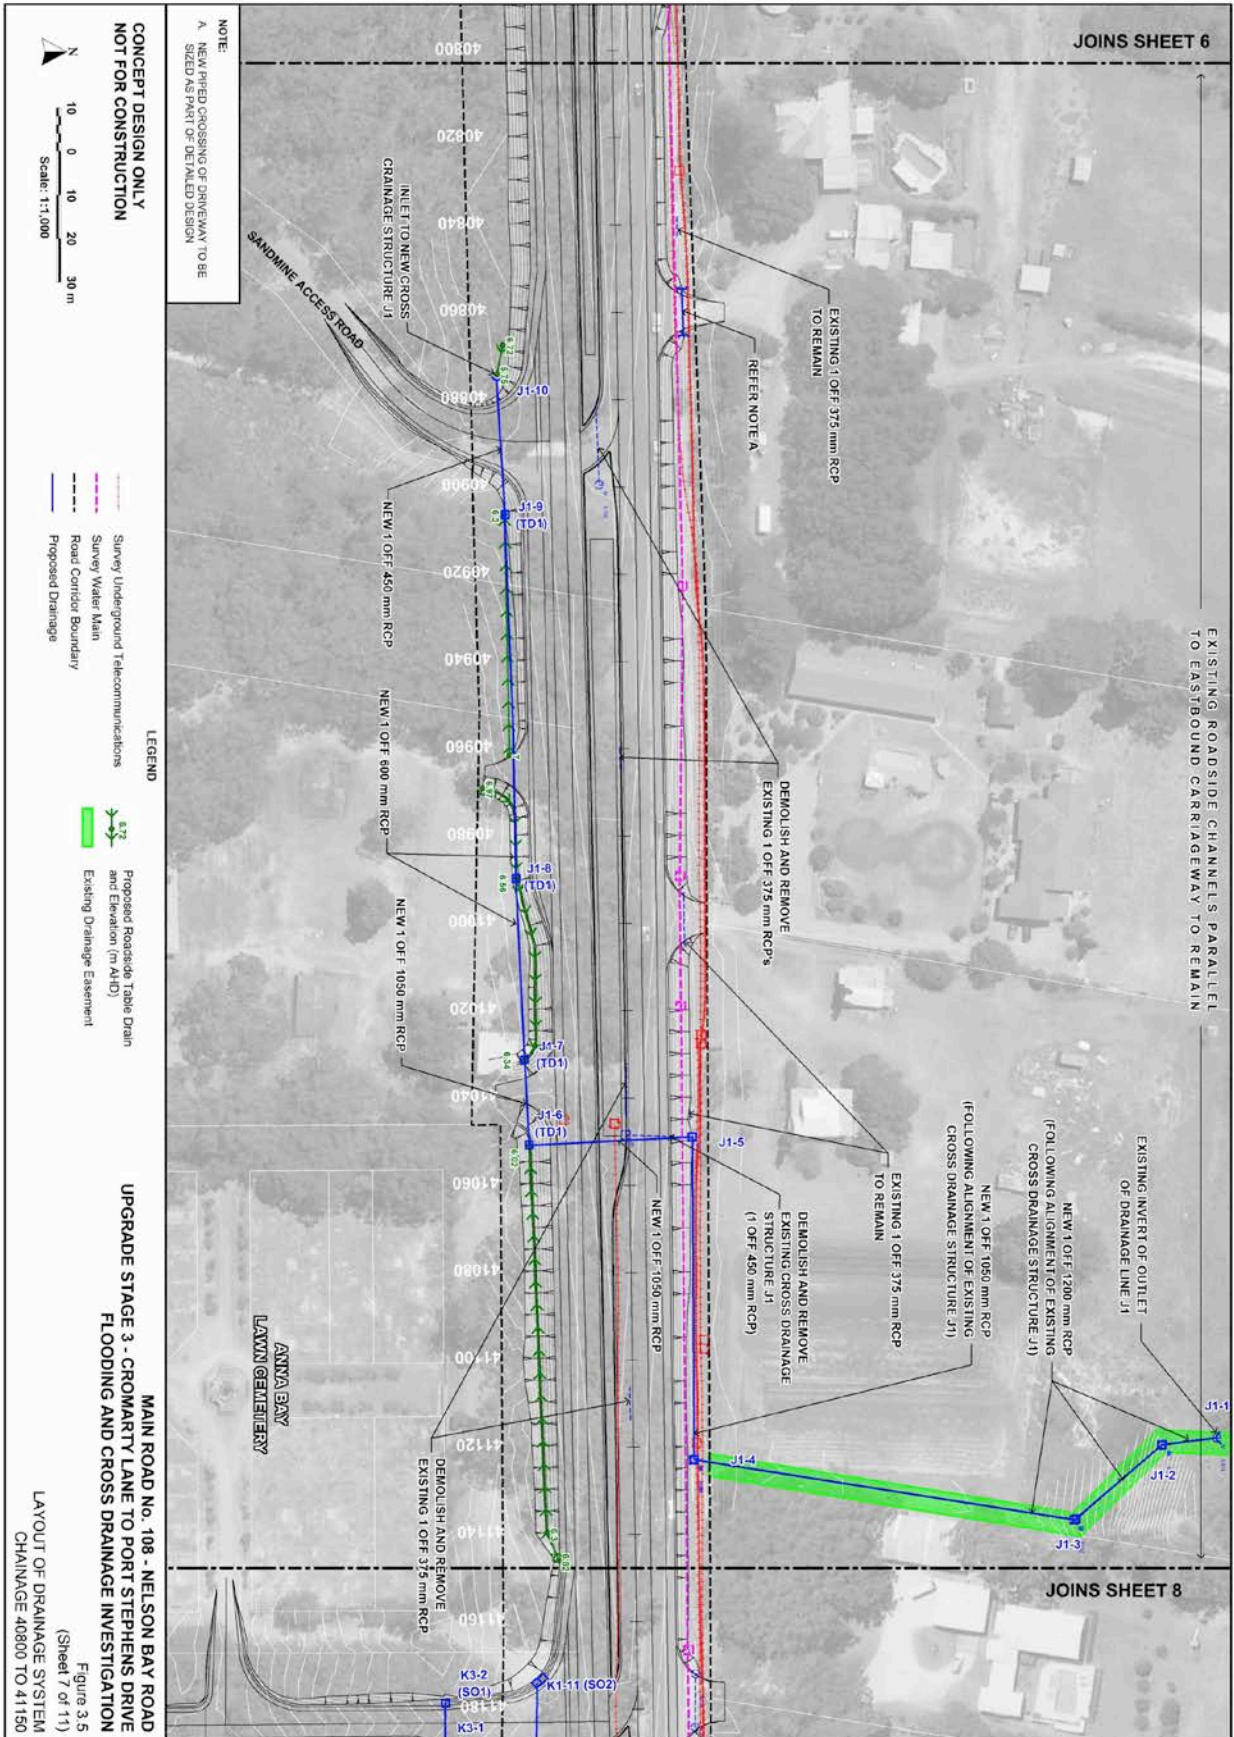 JOINS SHEET 6
EXISTING ROADSIDE CHANNELS PARALLEL
TO EASTBOUND CARRIAGEWAY TO REMAIN
JOINS SHEET 8
EXISTING 1 OFF 375 mm RCP
TO REMAIN
REFER NOTE A
DEMOLISH AND REMOVE
EXISTING 1 OFF 375 mm RCP's
EXISTING 1 OFF 375 mm RCP
TO REMAIN
DEMOLISH AND REMOVE
EXISTING CROSS DRAINAGE
STRUCTURE J1
(1 OFF 450 mm RCP)
NEW 1 OFF 1050 mm RCP
(FOLLOWING ALIGNMENT OF EXISTING
CROSS DRAINAGE STRUCTURE J1)
NEW 1 OFF 1200 mm RCP
(FOLLOWING ALIGNMENT OF EXISTING
CROSS DRAINAGE STRUCTURE J1)
EXISTING INVERT OF OUTLET
OF DRAINAGE LINE J1
J1-1
J1-2
J1-3
J1-4
J1-5
NEW 1 OFF 1050 mm RCP
DEMOLISH AND REMOVE
EXISTING 1 OFF 375 mm RCP
INLET TO NEW CROSS
DRAINAGE STRUCTURE J1
SANDMINE ACCESS ROAD
J1-10
6.72
J1-9
(TD1)
6.3
NEW 1 OFF 450 mm RCP
NEW 1 OFF 600 mm RCP
J1-8
(TD1)
6.56
NEW 1 OFF 1050 mm RCP
J1-7
(TD1)
6.34
J1-6
(TD1)
6.02
6.82
K3-2
(SO1)
K1-11 (SO2)
K3-1
ANNA BAY
LAWN CEMETERY
40800
40820
40840
40860
40880
40900
40920
40940
40960
40980
41000
41020
41040
41060
41080
41100
41120
41140
41160
41180
NOTE:
A. NEW PIPED CROSSING OF DRIVEWAY TO BE
SIZED AS PART OF DETAILED DESIGN
CONCEPT DESIGN ONLY
NOT FOR CONSTRUCTION
N
10 0 10 20 30 m
Scale: 1:1,000
LEGEND
Survey Underground Telecommunications
Survey Water Main
Road Corridor Boundary
Proposed Drainage
6.72
Proposed Roadside Table Drain
and Elevation (m AHD)
Existing Drainage Easement
MAIN ROAD No. 108 - NELSON BAY ROAD
UPGRADE STAGE 3 - CROMARTY LANE TO PORT STEPHENS DRIVE
FLOODING AND CROSS DRAINAGE INVESTIGATION
Figure 3.5
(Sheet 7 of 11)
LAYOUT OF DRAINAGE SYSTEM
CHAINAGE 40800 TO 41150